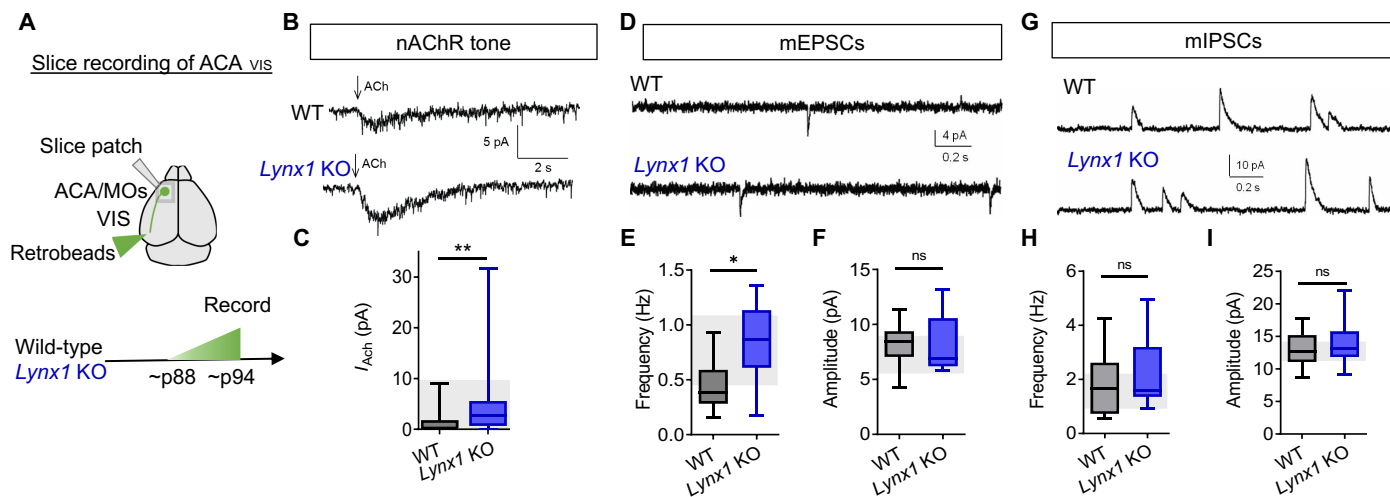 A
Slice recording of ACA VIS
Slice patch
ACA/MOs
VIS
Retrobeads
Record
Wild-type
Lynx1 KO
~p88 ~p94
B
nAChR tone
ACh
WT
5 pA
2 s
ACh
Lynx1 KO
C
**
30
20
10
0
I_Ach (pA)
WT
Lynx1 KO
D
mEPSCs
WT
4 pA
0.2 s
Lynx1 KO
E
*
1.5
1.0
0.5
0.0
Frequency (Hz)
WT
Lynx1 KO
F
ns
15
10
5
0
Amplitude (pA)
WT
Lynx1 KO
G
mIPSCs
WT
Lynx1 KO
10 pA
0.2 s
H
ns
6
4
2
0
Frequency (Hz)
WT
Lynx1 KO
I
ns
25
20
15
10
5
0
Amplitude (pA)
WT
Lynx1 KO